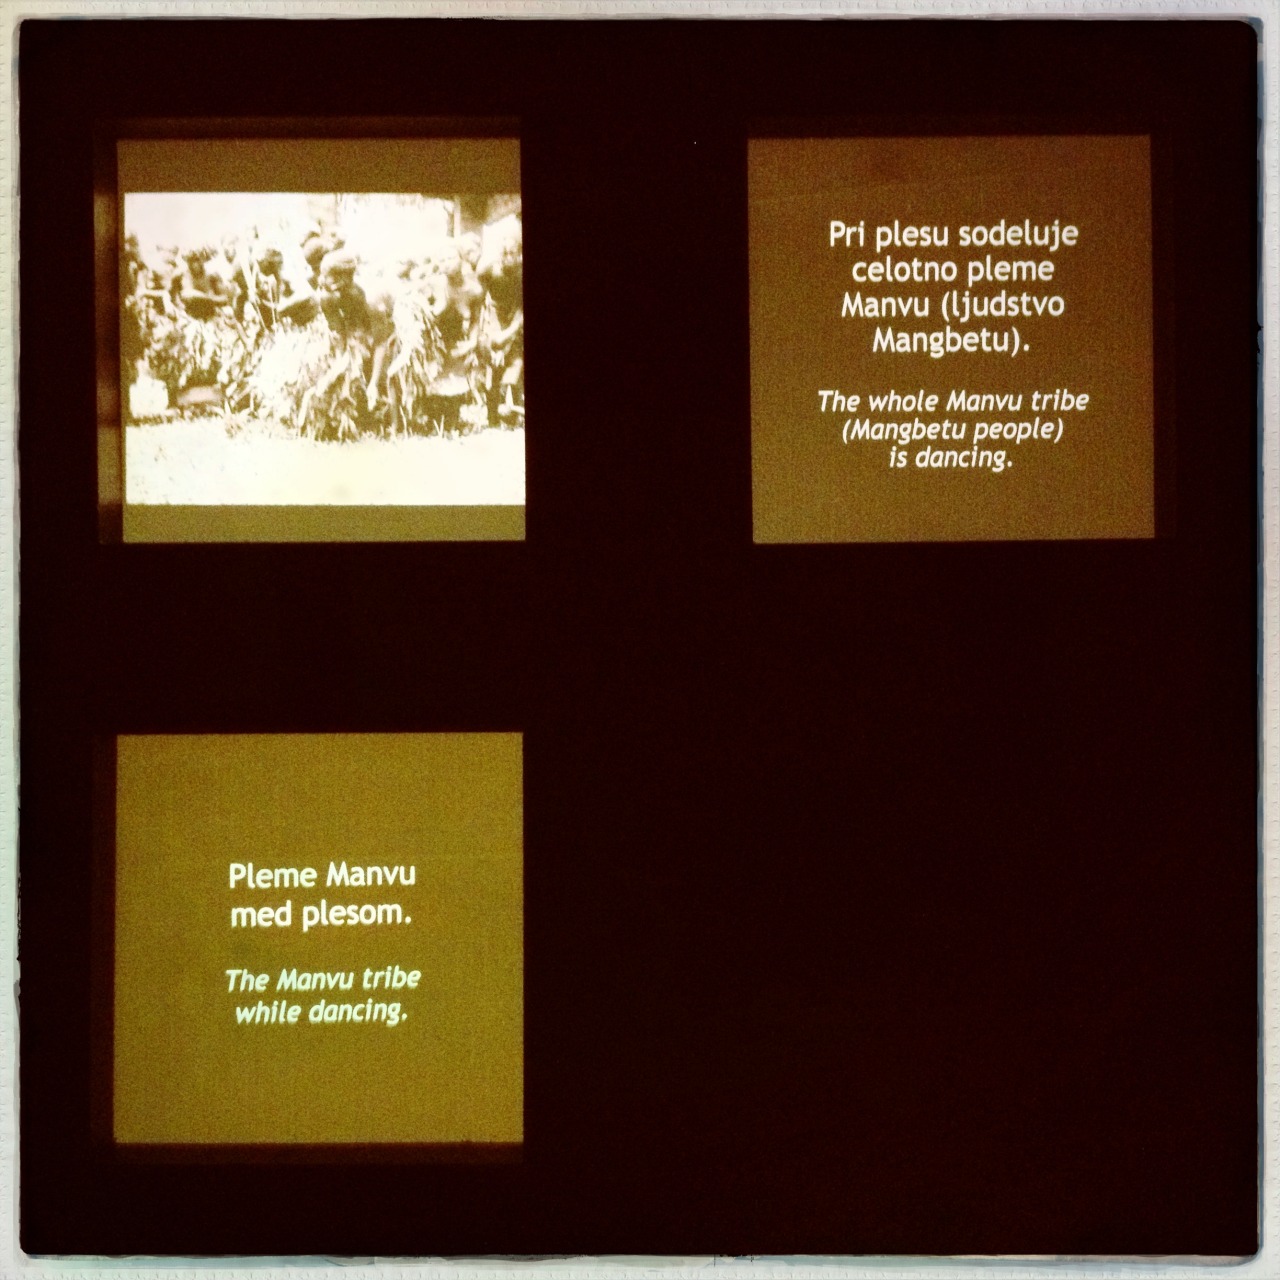 Pri plesu sodeluje
celotno pleme
Manvu (ljudstvo
Mangbetu).
The whole Manvu tribe
(Mangbetu people)
is dancing.
Pleme Manvu
med plesom.
The Manvu tribe
while dancing.